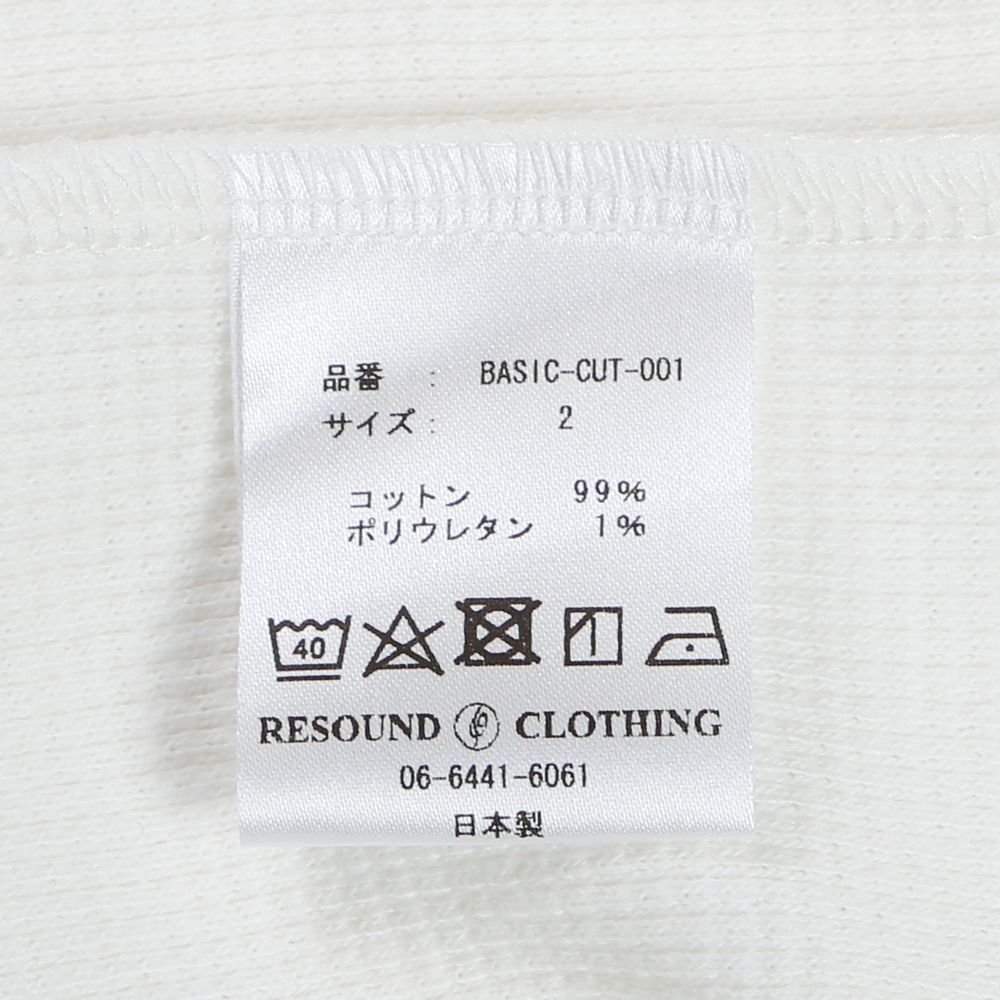 品番 : BASIC-CUT-001
サイズ : 2
コットン 99%
ポリウレタン 1%
40
RESOUND CLOTHING
06-6441-6061
日本製